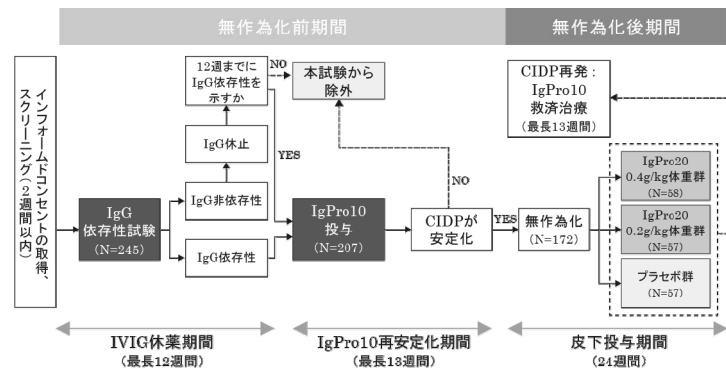 無作為化前期間
無作為化後期間
インフォームドコンセントの取得、
スクリーニング(2週間以内)
IgG
依存性試験
(N=245)
12週までに
IgG依存性を
示すか
NO
YES
IgG休止
IgG非依存性
IgG依存性
本試験から
除外
IgPro10
投与
(N=207)
NO
CIDPが
安定化
YES
無作為化
(N=172)
CIDP再発:
IgPro10
救済治療
(最長13週間)
IgPro20
0.4g/kg体重群
(N=58)
IgPro20
0.2g/kg体重群
(N=57)
プラセボ群
(N=57)
IVIG休薬期間
(最長12週間)
IgPro10再安定化期間
(最長13週間)
皮下投与期間
(24週間)